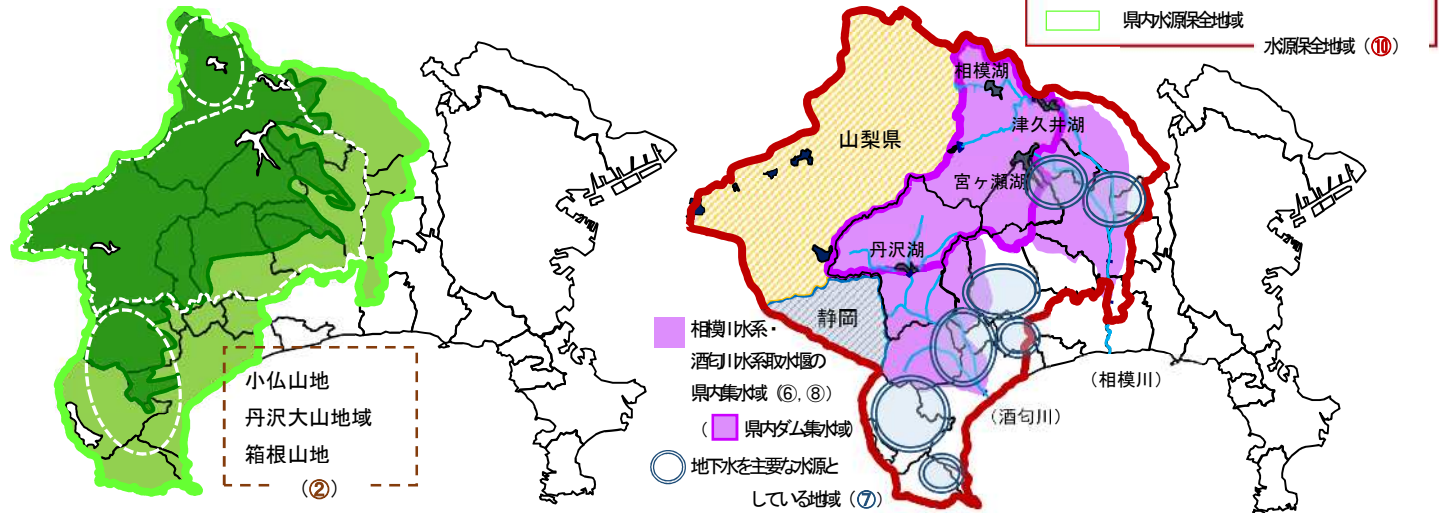 県内水源保全地域
水源保全地域（⑩）
小仏山地
丹沢大山地域
箱根山地
（②）
相模湖
津久井湖
山梨県
宮ヶ瀬湖
丹沢湖
静岡
相模川水系・
酒匂川水系取水堰の
県内集水域（⑥, ⑧）
（ 県内ダム集水域）
地下水を主要な水源と
している地域（⑦）
（相模川）
（酒匂川）